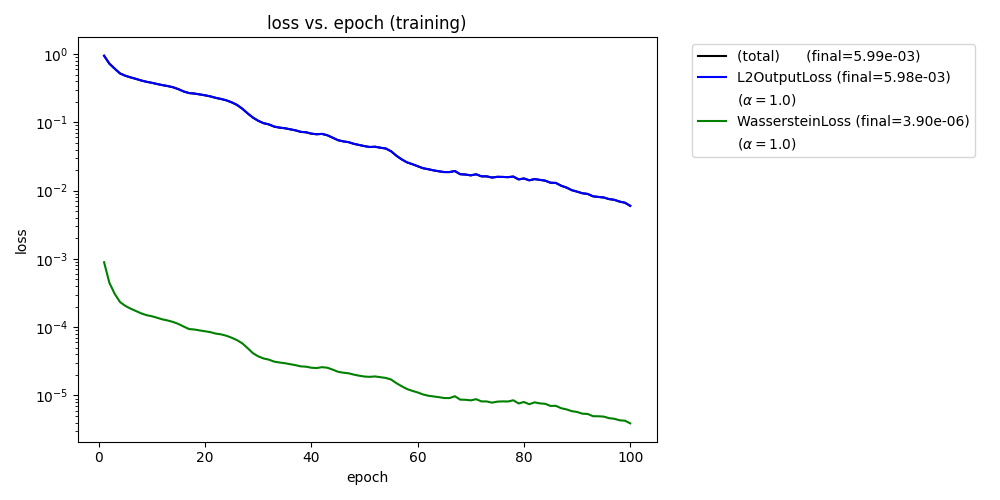 loss vs. epoch (training)
(total) (final=5.99e-03)
L2OutputLoss (final=5.98e-03)
(α = 1.0)
WassersteinLoss (final=3.90e-06)
(α = 1.0)
10⁰
10⁻¹
10⁻²
10⁻³
10⁻⁴
10⁻⁵
loss
0 20 40 60 80 100
epoch